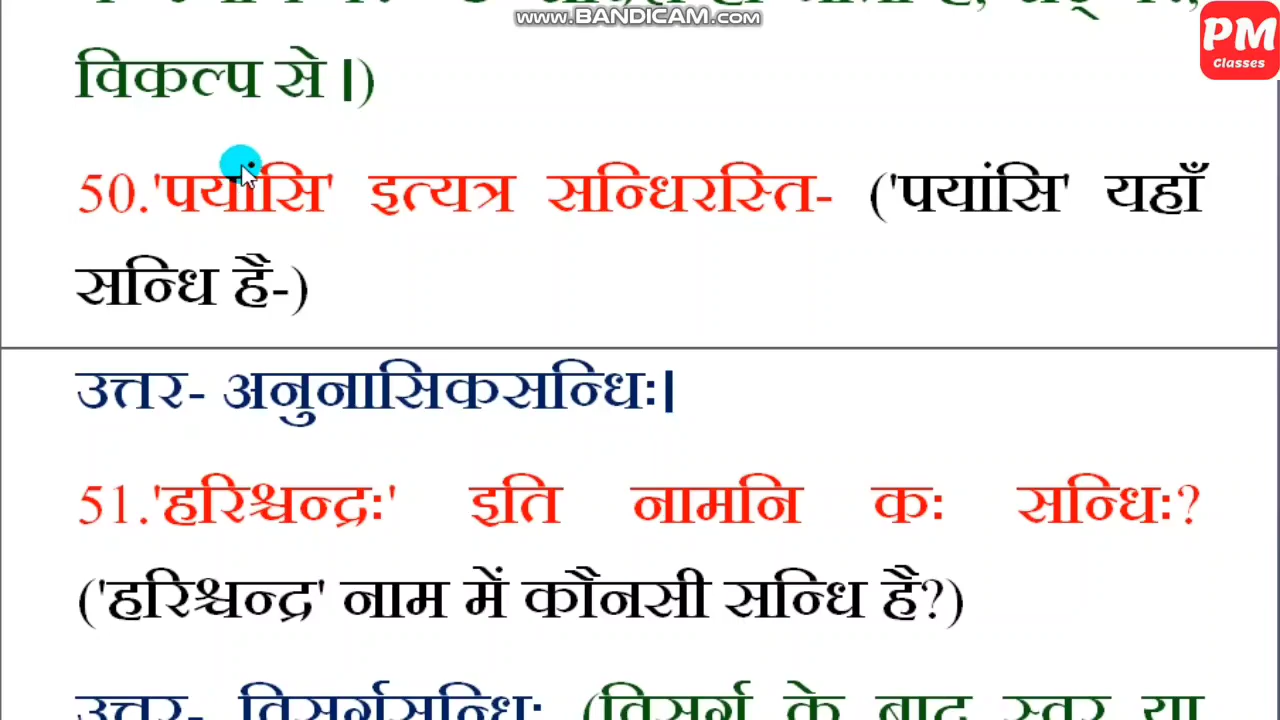 www.BANDICAM.com
PM
Classes
विकल्प से।)
50.'पयांसि' इत्यत्र सन्धिरस्ति- ('पयांसि' यहाँ
सन्धि है-)
उत्तर- अनुनासिकसन्धिः।
51.'हरिश्चन्द्रः' इति नामनि कः सन्धिः?
('हरिश्चन्द्र' नाम में कौनसी सन्धि है?)
उत्तर- विसर्गसन्धिः (विसर्ग के बाद स्वर या